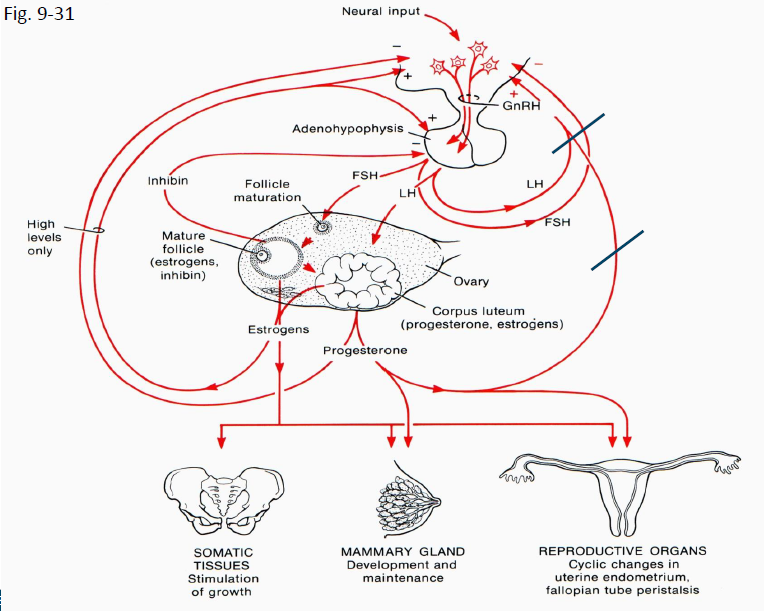 Fig. 9-31
Neural input
−
+
−
+
GnRH
+
Adenohypophysis
−
Inhibin
Follicle
maturation
FSH
LH
LH
FSH
High
levels
only
Mature
follicle
(estrogens,
inhibin)
Ovary
Corpus luteum
(progesterone, estrogens)
Estrogens
Progesterone
SOMATIC
TISSUES
Stimulation
of growth
MAMMARY GLAND
Development and
maintenance
REPRODUCTIVE ORGANS
Cyclic changes in
uterine endometrium,
fallopian tube peristalsis